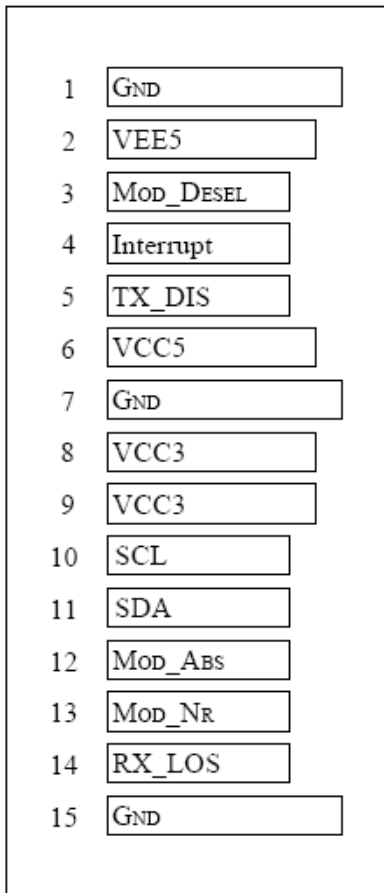 1 GND
2 VEE5
3 MOD_DESEL
4 Interrupt
5 TX_DIS
6 VCC5
7 GND
8 VCC3
9 VCC3
10 SCL
11 SDA
12 MOD_ABS
13 MOD_NR
14 RX_LOS
15 GND